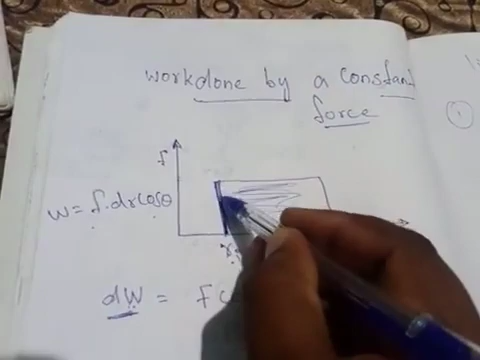 workdone by a constant
force
f
w = f.drcosθ
dW = F